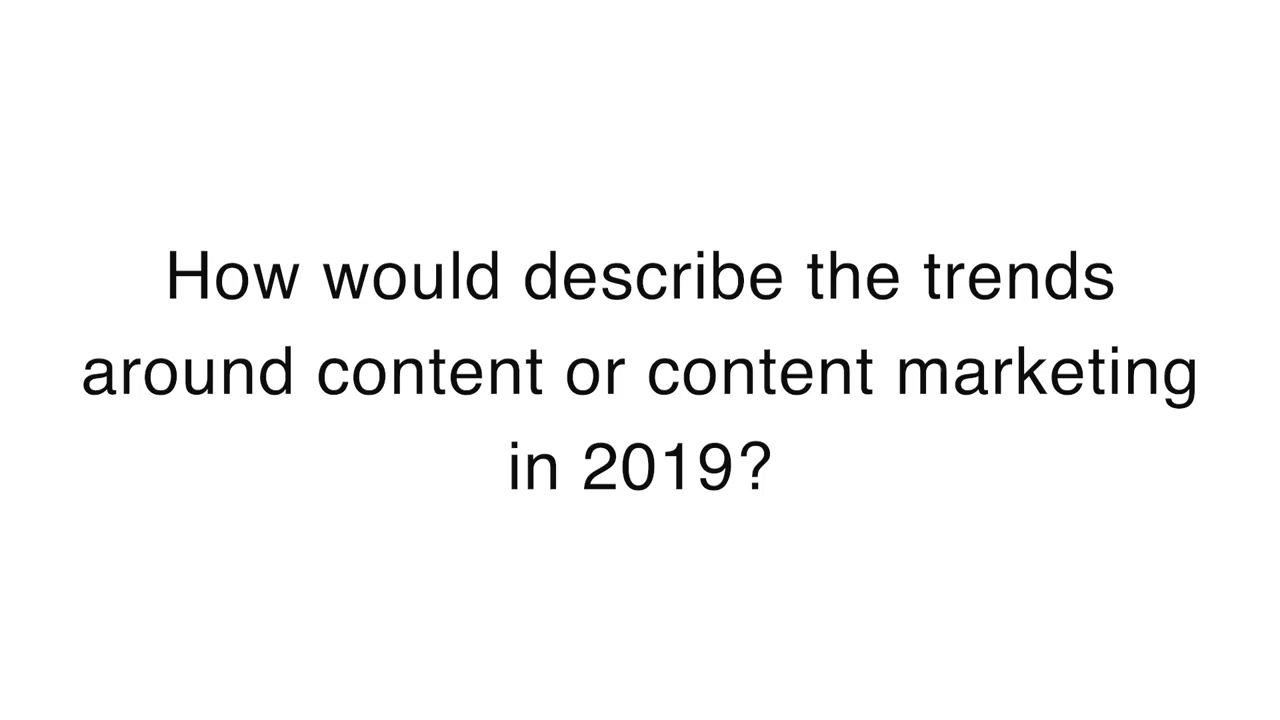 How would describe the trends
around content or content marketing
in 2019?